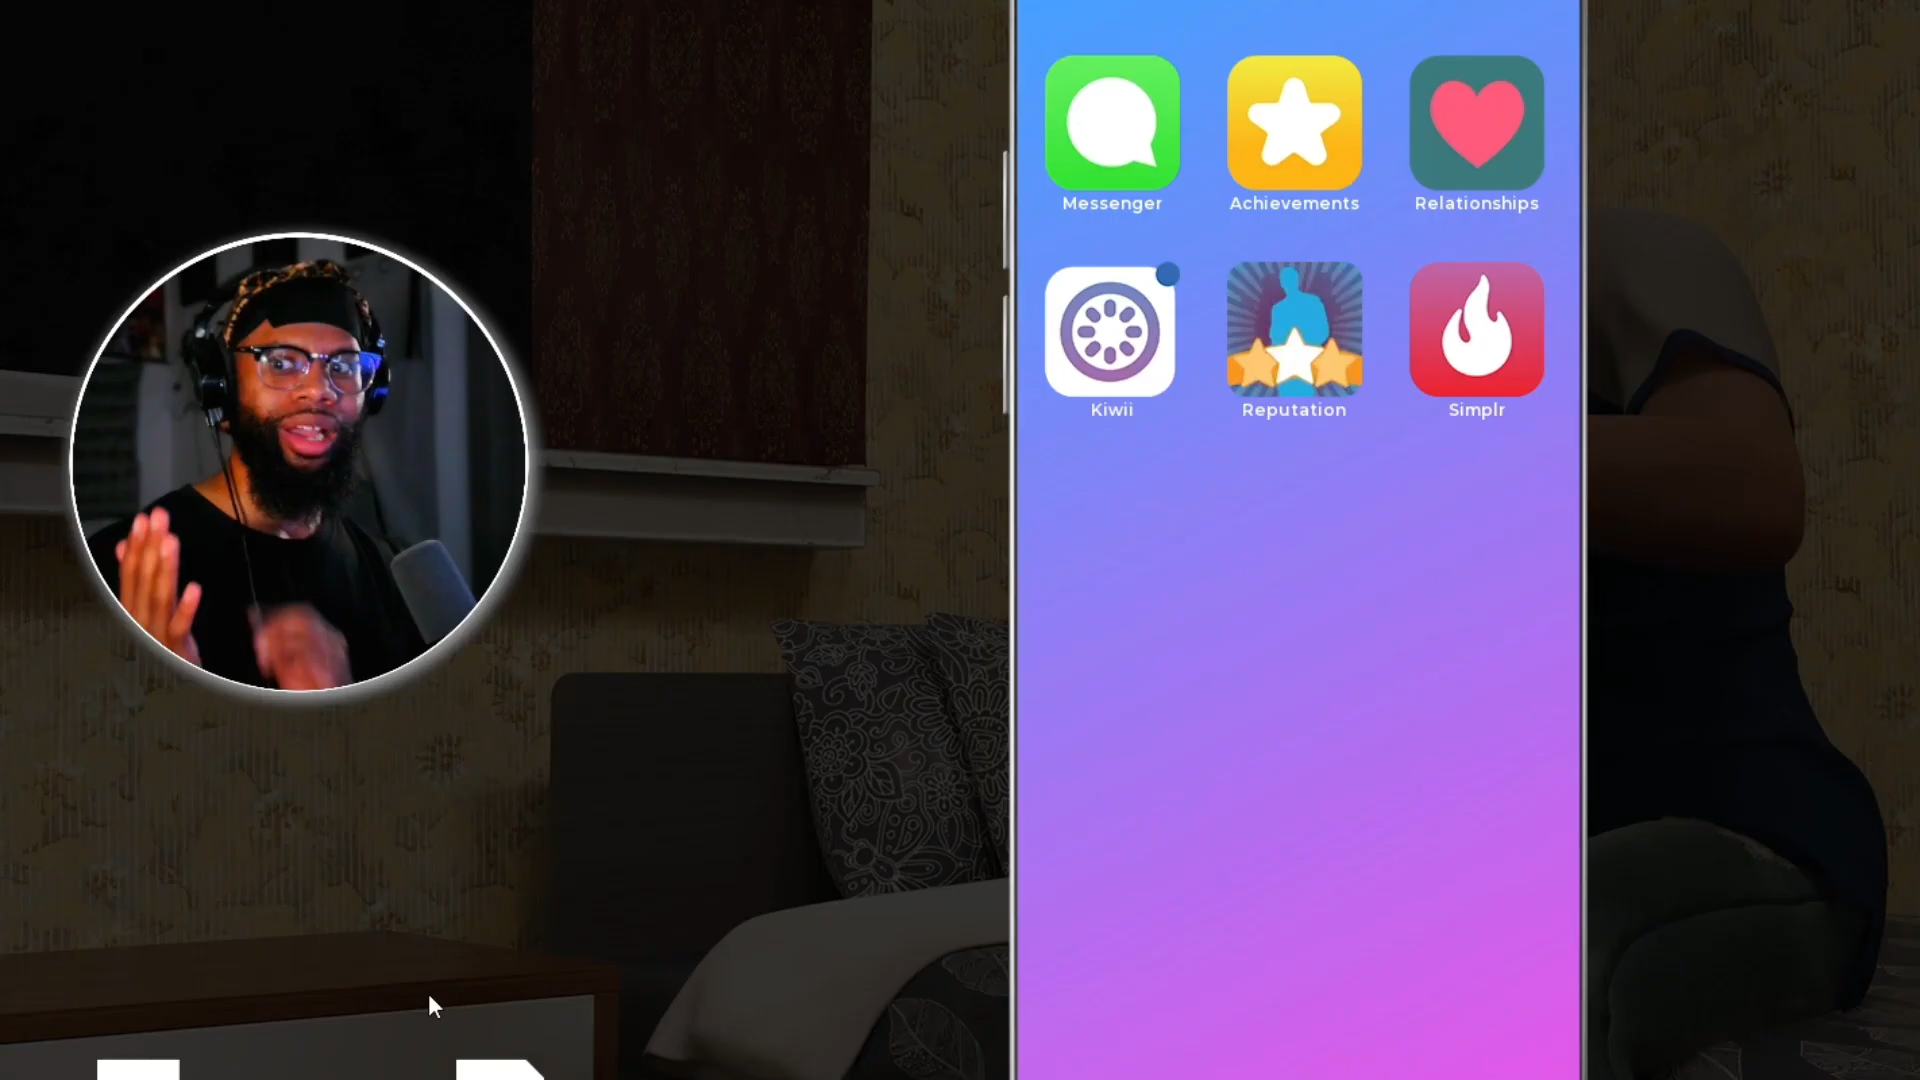 Messenger
Achievements
Relationships
Kiwii
Reputation
Simplr